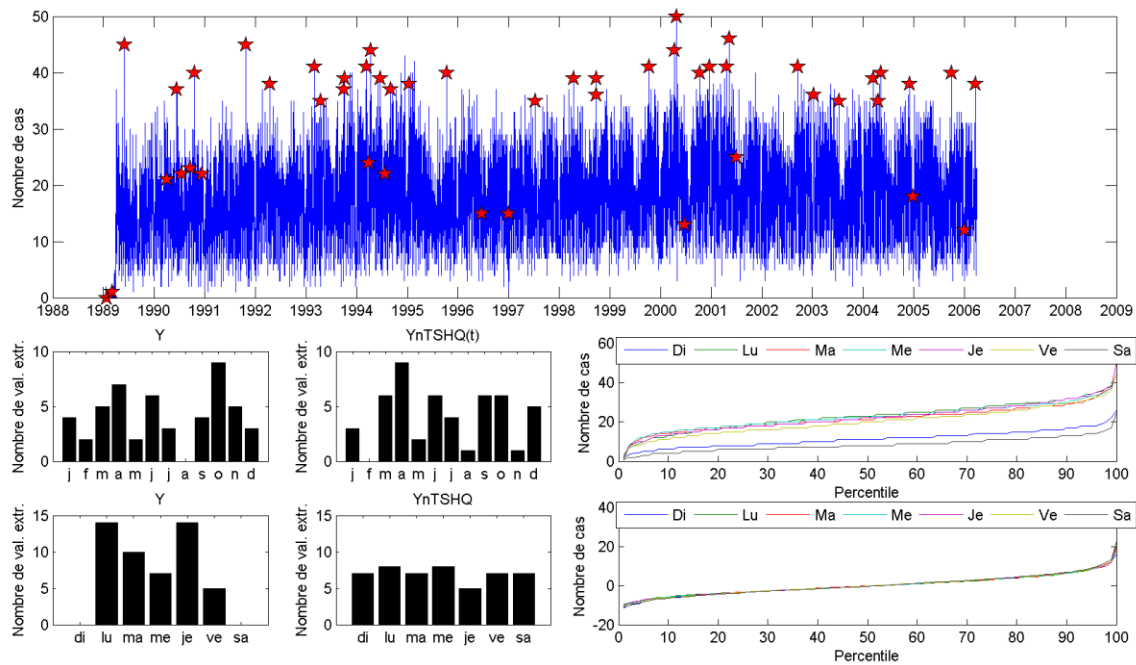 50
40
30
20
10
0
Nombre de cas
1988 1989 1990 1991 1992 1993 1994 1995 1996 1997 1998 1999 2000 2001 2002 2003 2004 2005 2006 2007 2008 2009
Y
10
5
0
Nombre de val. extr.
j f m a m j j a s o n d
YnTSHQ(t)
10
5
0
Nombre de val. extr.
j f m a m j j a s o n d
60
40
20
0
Nombre de cas
Di Lu Ma Me Je Ve Sa
0 10 20 30 40 50 60 70 80 90 100
Percentile
Y
15
10
5
0
Nombre de val. extr.
di lu ma me je ve sa
YnTSHQ
15
10
5
0
Nombre de val. extr.
di lu ma me je ve sa
40
20
0
-20
Nombre de cas
Di Lu Ma Me Je Ve Sa
0 10 20 30 40 50 60 70 80 90 100
Percentile